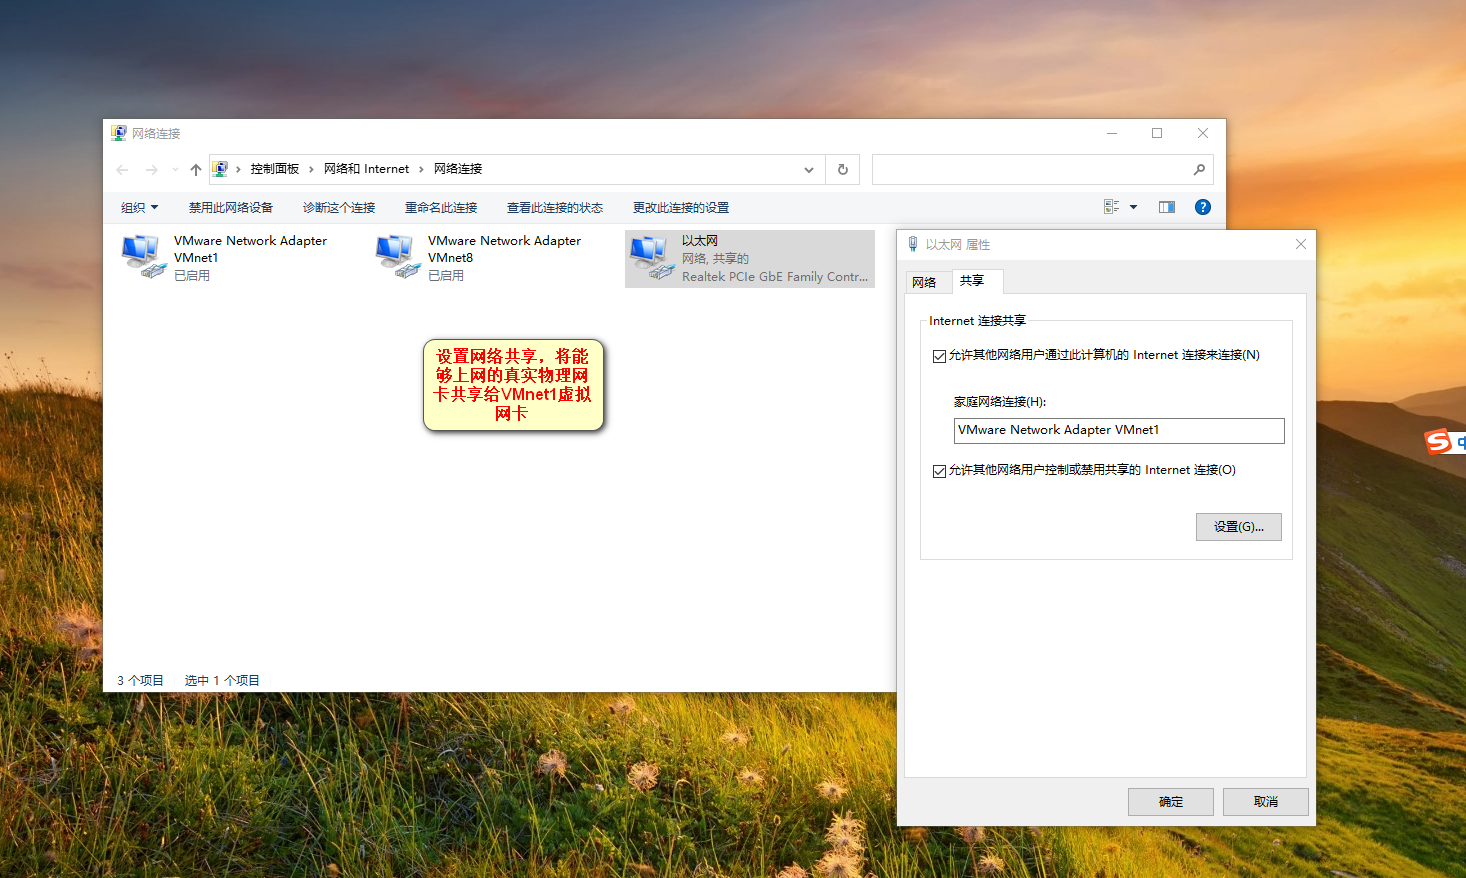 网络连接
控制面板 网络和 Internet 网络连接
组织 禁用此网络设备 诊断这个连接 重命名此连接 查看此连接的状态 更改此连接的设置
VMware Network Adapter
VMnet1
已启用
VMware Network Adapter
VMnet8
已启用
以太网
网络, 共享的
Realtek PCIe GbE Family Contr...
设置网络共享，将能
够上网的真实物理网
卡共享给VMnet1虚拟
网卡
3 个项目 选中 1 个项目
以太网 属性
网络 共享
Internet 连接共享
允许其他网络用户通过此计算机的 Internet 连接来连接(N)
家庭网络连接(H):
VMware Network Adapter VMnet1
允许其他网络用户控制或禁用共享的 Internet 连接(O)
设置(G)...
确定 取消
S